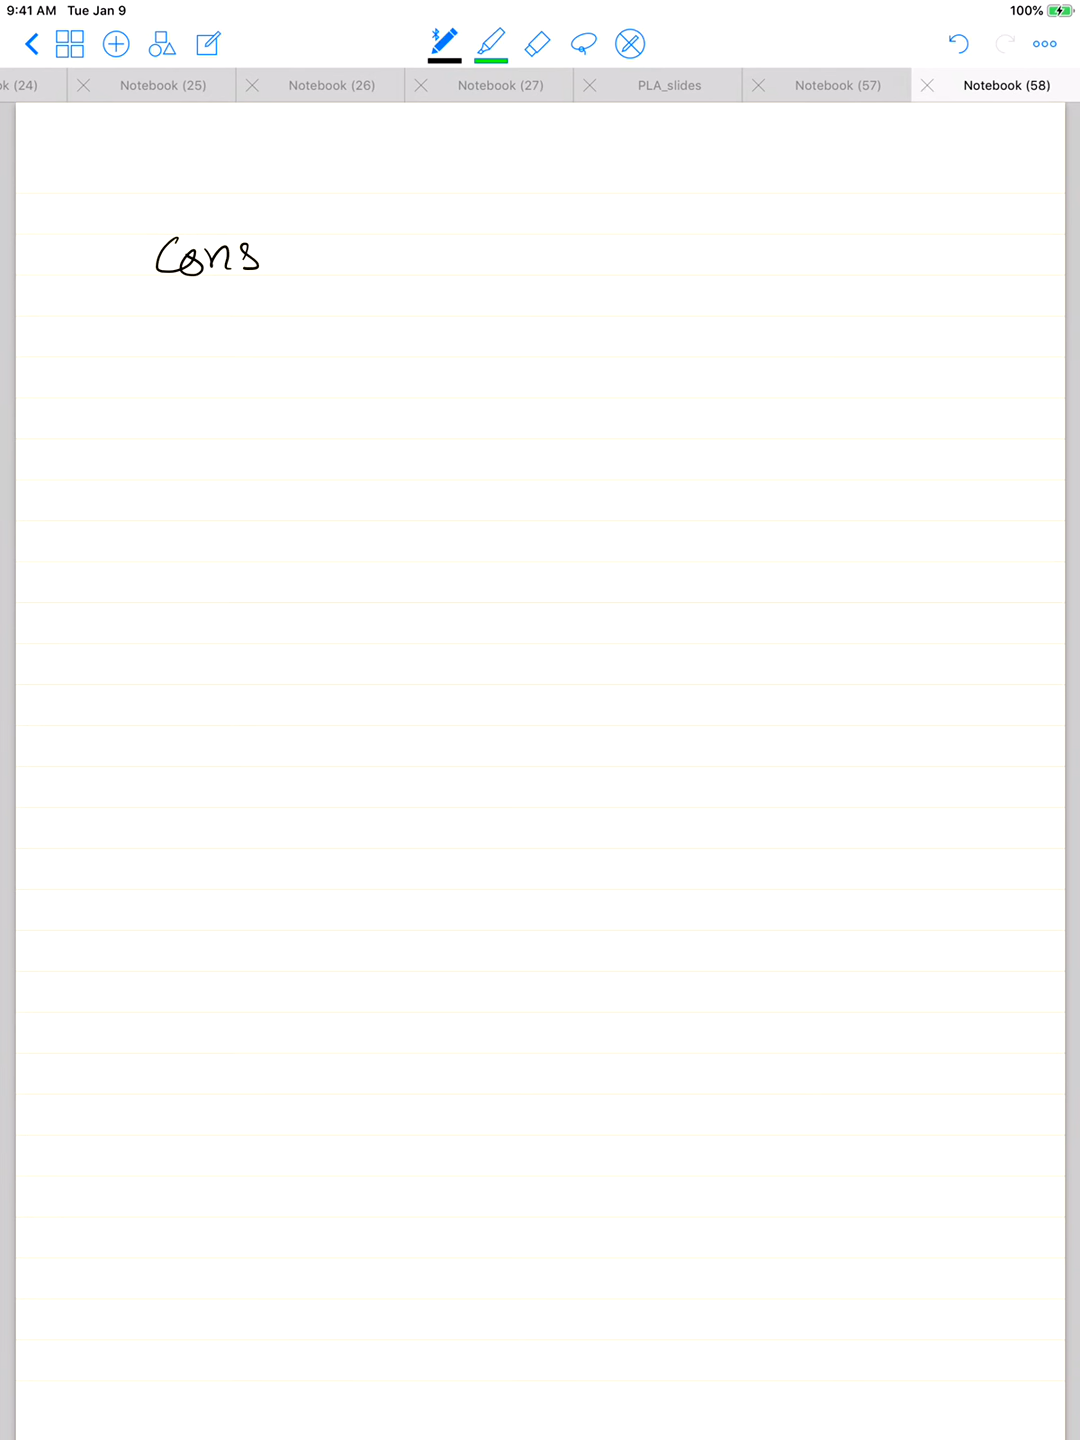 9:41 AM Tue Jan 9 100%
k (24) Notebook (25) Notebook (26) Notebook (27) PLA_slides Notebook (57) Notebook (58)
Cons